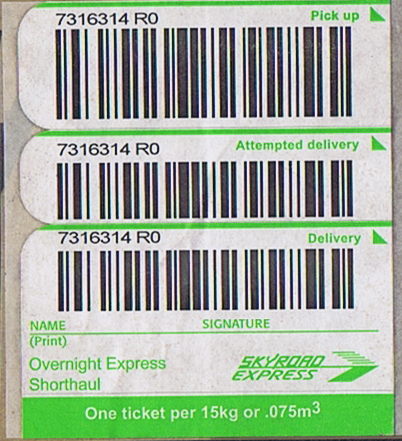 7316314 R0 Pick up
7316314 R0 Attempted delivery
7316314 R0 Delivery
NAME SIGNATURE
(Print)
Overnight Express
Shorthaul
SKYROAD
EXPRESS
One ticket per 15kg or .075m³